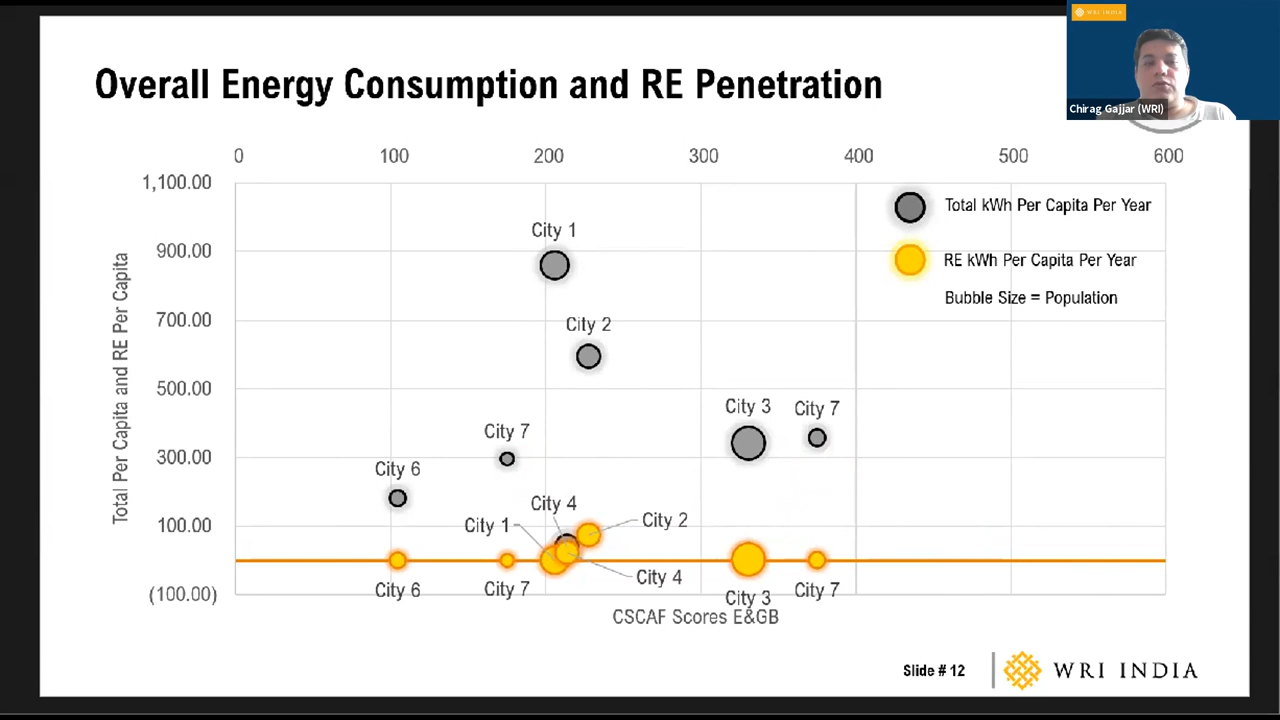 WRI INDIA
Chirag Gajjar (WRI)
Overall Energy Consumption and RE Penetration
0 100 200 300 400 500 600
1,100.00
900.00
700.00
500.00
300.00
100.00
(100.00)
Total Per Capita and RE Per Capita
Total kWh Per Capita Per Year
RE kWh Per Capita Per Year
Bubble Size = Population
City 1
City 2
City 3 City 7
City 7
City 6
City 4
City 1 City 2
City 4
City 6 City 7 City 3 City 7
CSCAF Scores E&GB
Slide # 12
WRI INDIA